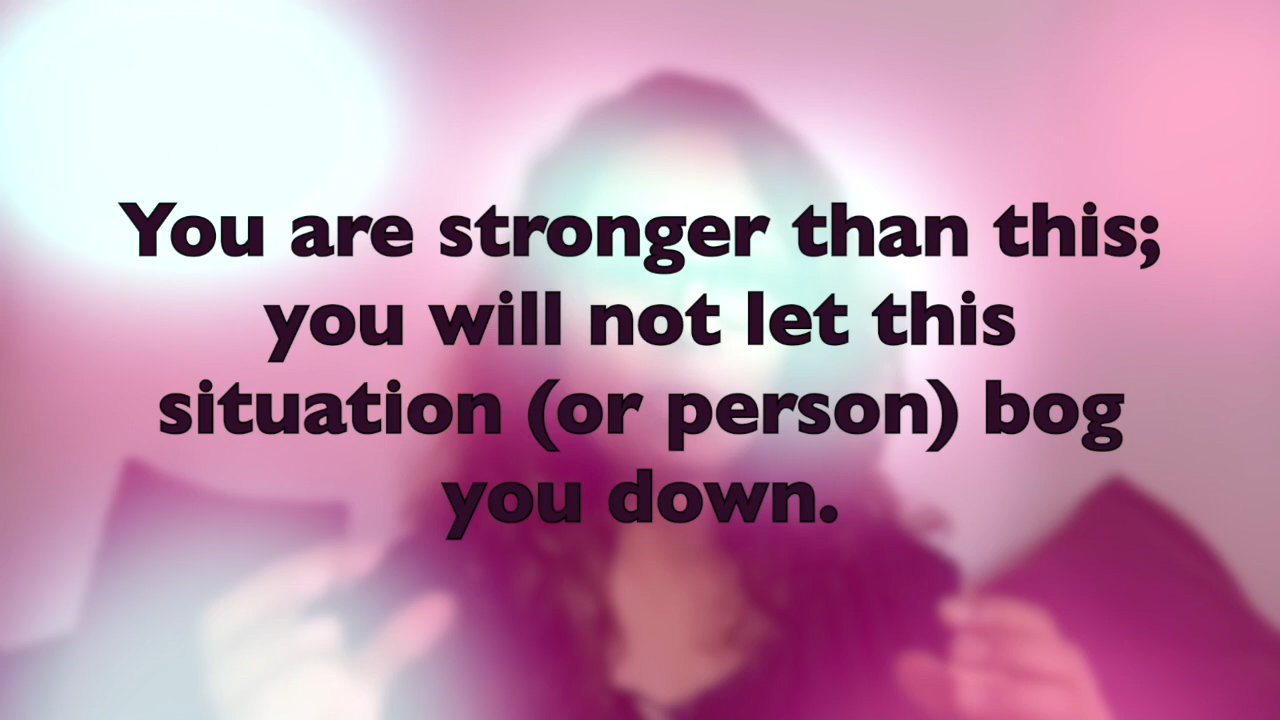 You are stronger than this;
you will not let this
situation (or person) bog
you down.